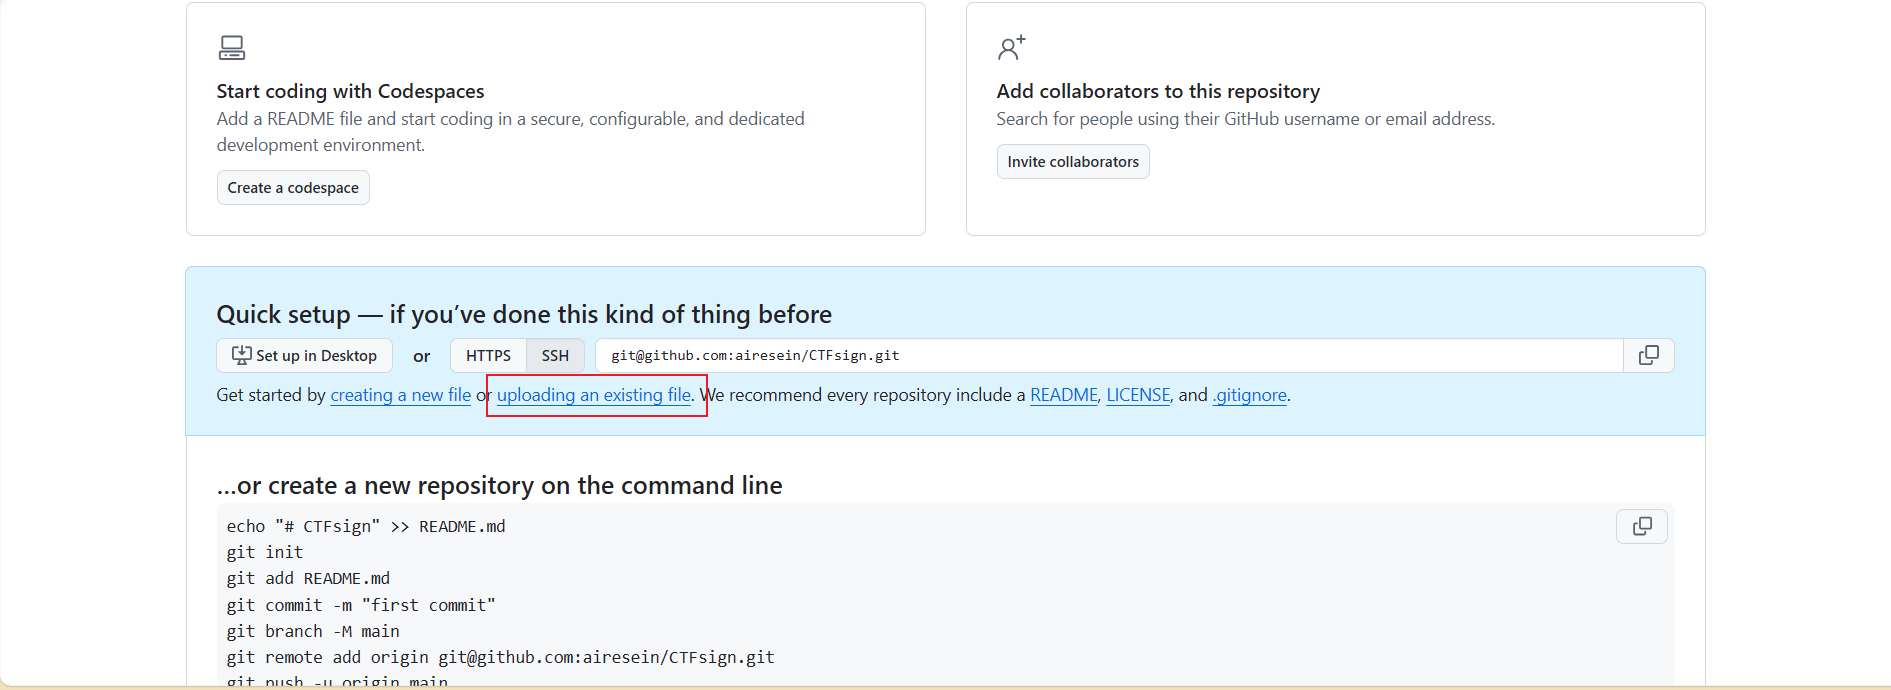 Start coding with Codespaces
Add a README file and start coding in a secure, configurable, and dedicated
development environment.
Create a codespace
Add collaborators to this repository
Search for people using their GitHub username or email address.
Invite collaborators
Quick setup — if you’ve done this kind of thing before
Set up in Desktop or HTTPS SSH git@github.com:airesein/CTFsign.git
Get started by creating a new file or uploading an existing file. We recommend every repository include a README, LICENSE, and .gitignore.
…or create a new repository on the command line
echo "# CTFsign" >> README.md
git init
git add README.md
git commit -m "first commit"
git branch -M main
git remote add origin git@github.com:airesein/CTFsign.git
git push -u origin main